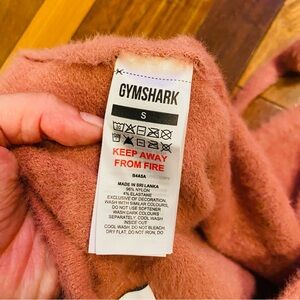 GYMSHARK
S
KEEP AWAY
FROM FIRE
B4A5A
MADE IN SRI LANKA
96% NYLON
4% ELASTANE
EXCLUSIVE OF DECORATION
WASH WITH SIMILAR COLOURS
DO NOT USE SOFTENER
WASH DARK COLOURS
SEPARATELY. COOL WASH
INSIDE OUT
COOL WASH, DO NOT BLEACH,
DRY FLAT, DO NOT IRON, DO